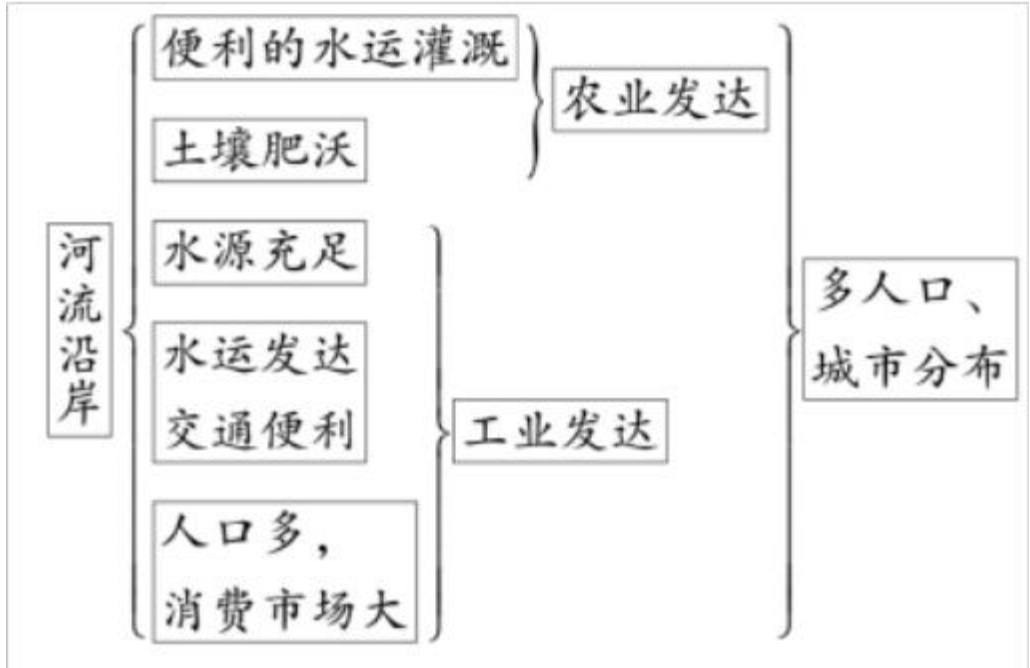 河流沿岸
便利的水运灌溉
土壤肥沃
农业发达
水源充足
水运发达
交通便利
人口多，
消费市场大
工业发达
多人口、
城市分布